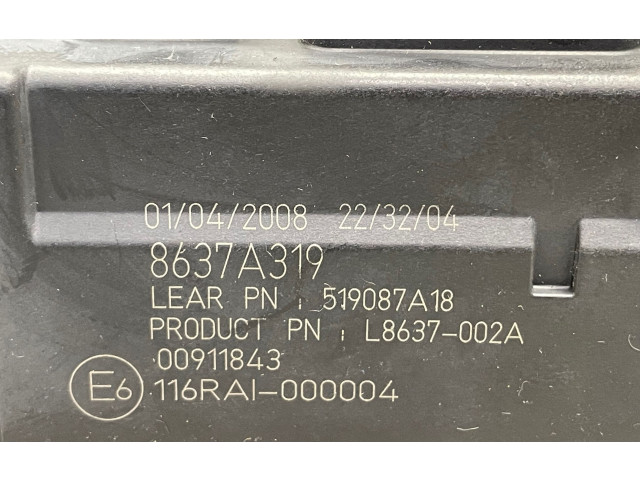 01/04/2008 22/32/04
8637A319
LEAR PN : 519087A18
PRODUCT PN : L8637-002A
00911843
E6 116RAI-000004